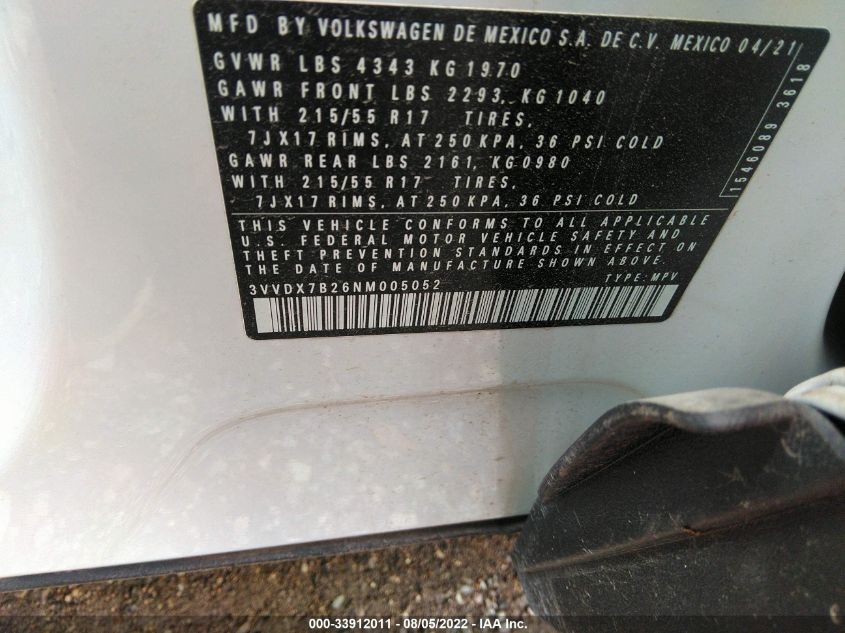 MFD BY VOLKSWAGEN DE MEXICO S.A. DE C.V. MEXICO 04/21
GVWR LBS 4343 KG 1970
GAWR FRONT LBS 2293, KG1040
WITH 215/55 R17 TIRES,
7JX17 RIMS, AT 250 KPA, 36 PSI COLD
GAWR REAR LBS 2161, KG0980
WITH 215/55 R17 TIRES,
7JX17 RIMS, AT 250 KPA, 36 PSI COLD
1546089 3618
THIS VEHICLE CONFORMS TO ALL APPLICABLE
U.S. FEDERAL MOTOR VEHICLE SAFETY AND
THEFT PREVENTION STANDARDS IN EFFECT ON
THE DATE OF MANUFACTURE SHOWN ABOVE.
3VVDX7B26NM005052 TYPE: MPV
000-33912011 - 08/05/2022 - IAA Inc.